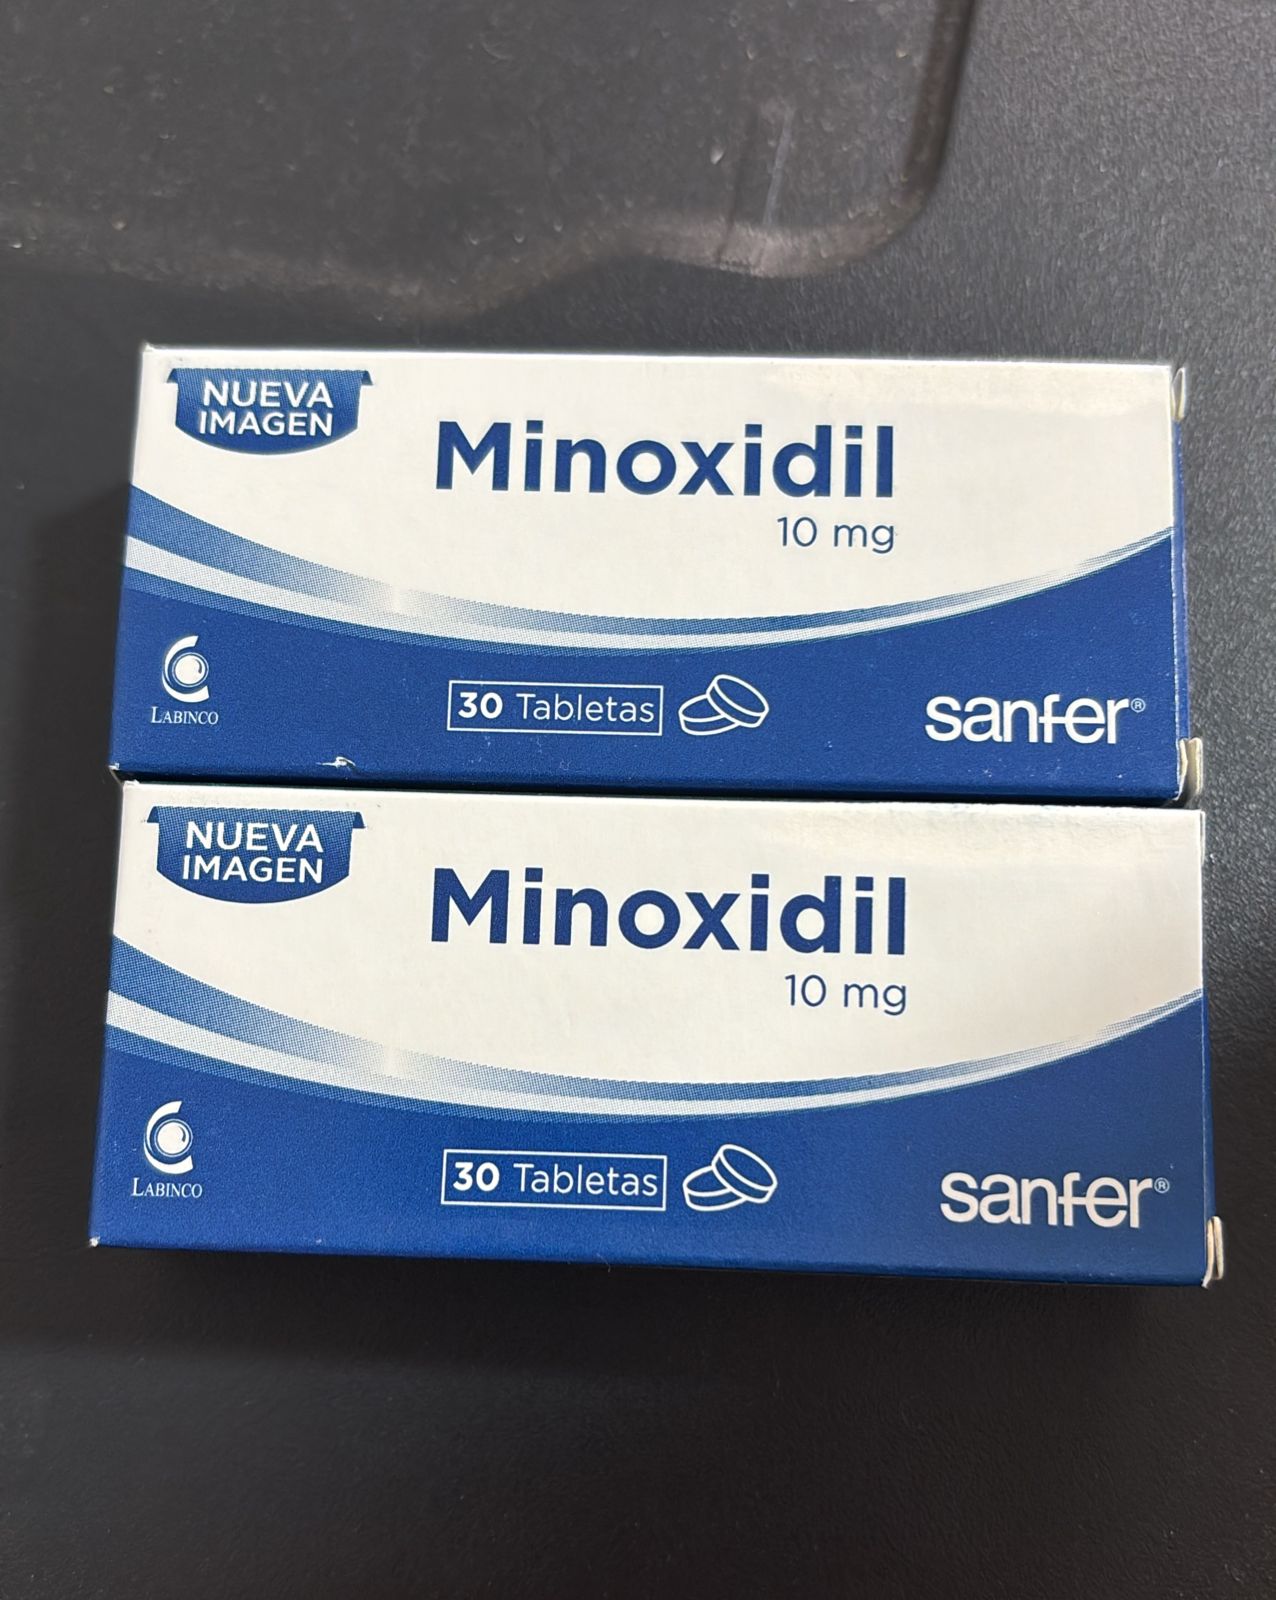 NUEVA
IMAGEN
Minoxidil
10 mg
LABINCO
30 Tabletas
sanfer®
NUEVA
IMAGEN
Minoxidil
10 mg
LABINCO
30 Tabletas
sanfer®